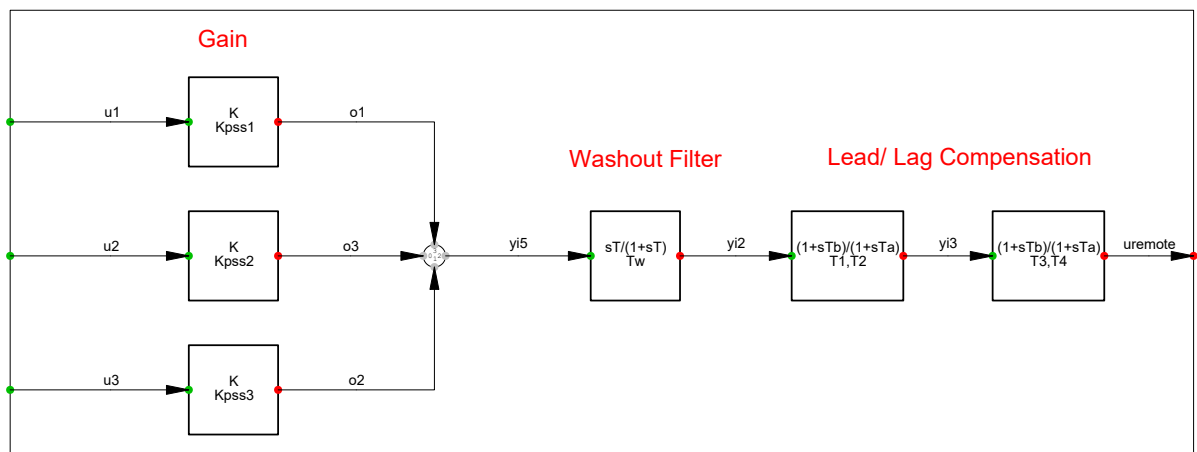 Gain
u1
K
Kpss1
o1
Washout Filter
Lead/ Lag Compensation
u2
K
Kpss2
o3
yi5
sT/(1+sT)
Tw
yi2
(1+sTb)/(1+sTa)
T1,T2
yi3
(1+sTb)/(1+sTa)
T3,T4
uremote
u3
K
Kpss3
o2